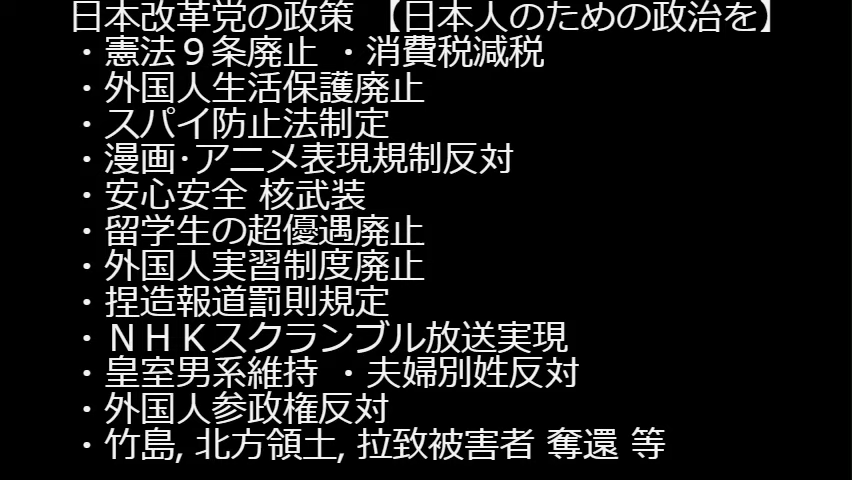 日本改革党の政策 【日本人のための政治を】
・憲法９条廃止 ・消費税減税
・外国人生活保護廃止
・スパイ防止法制定
・漫画･アニメ表現規制反対
・安心安全 核武装
・留学生の超優遇廃止
・外国人実習制度廃止
・捏造報道罰則規定
・ＮＨＫスクランブル放送実現
・皇室男系維持 ・夫婦別姓反対
・外国人参政権反対
・竹島, 北方領土, 拉致被害者 奪還 等